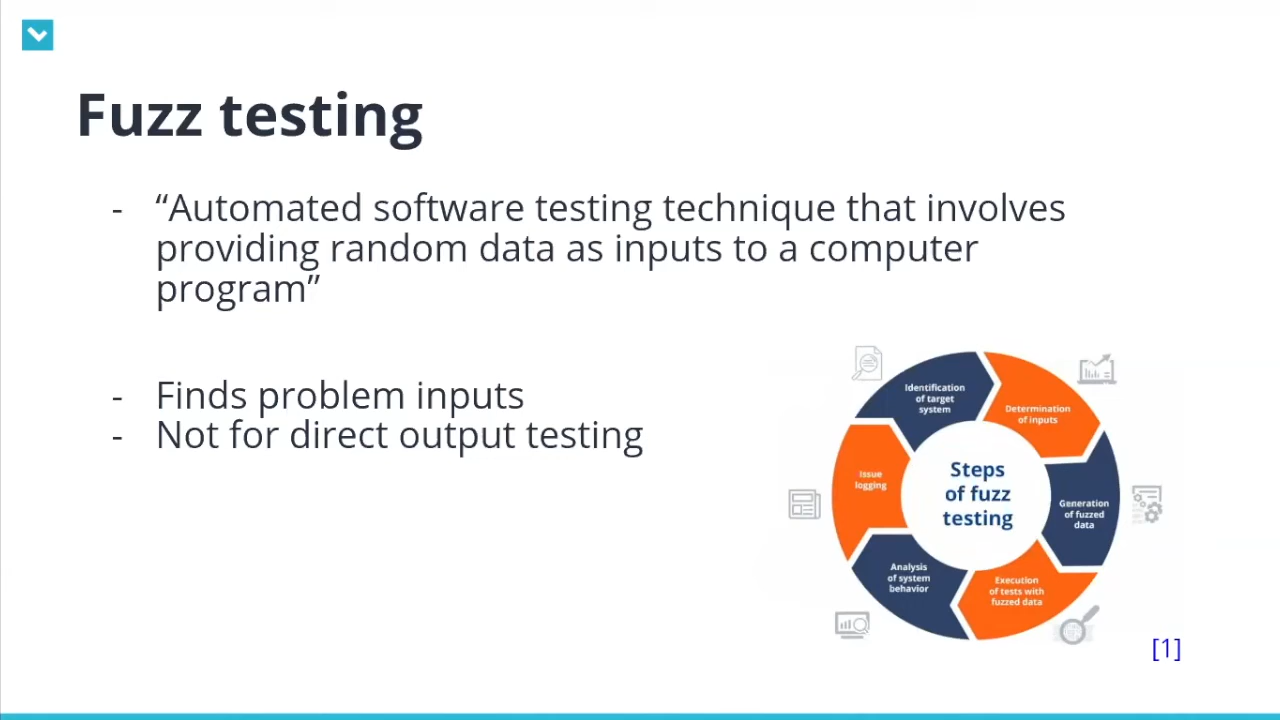 Fuzz testing
- “Automated software testing technique that involves
providing random data as inputs to a computer
program”
- Finds problem inputs
- Not for direct output testing
Steps
of fuzz
testing
Identification
of target
system
Determination
of inputs
Generation
of fuzzed
data
Execution
of tests with
fuzzed data
Analysis
of system
behavior
Issue
logging
[1]